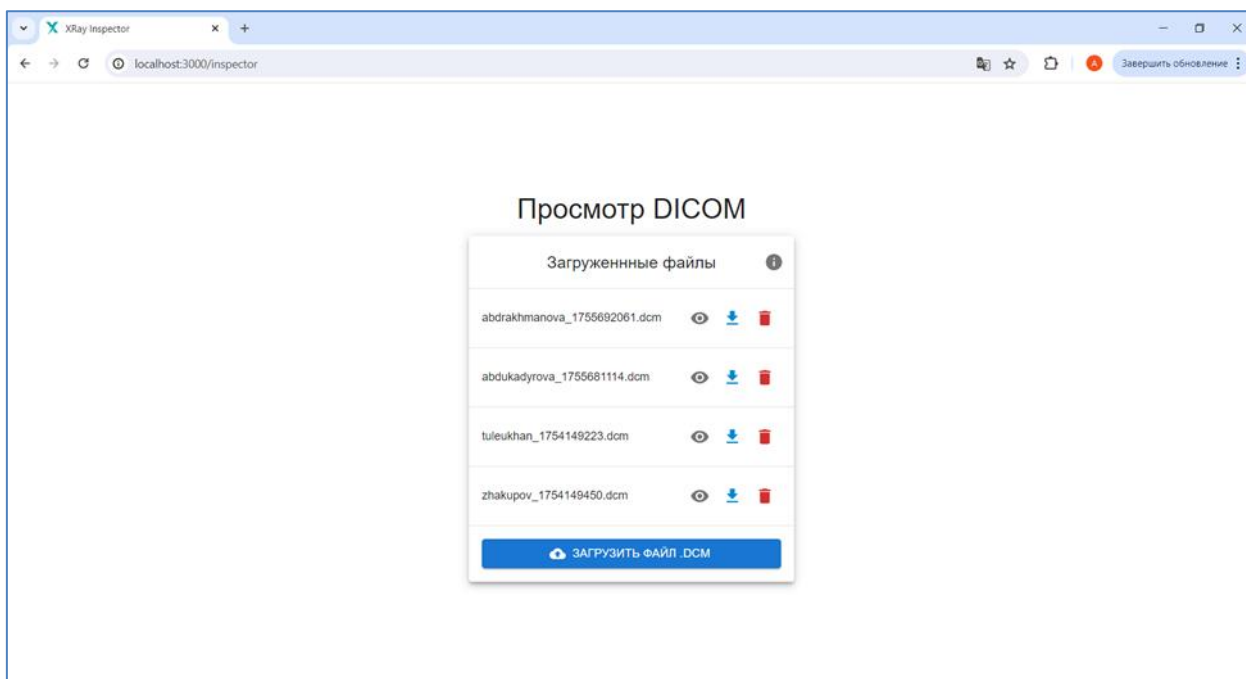 XRay Inspector
localhost:3000/inspector
A
Завершить обновление
Просмотр DICOM
Загруженнные файлы
abdrakhmanova_1755692061.dcm
abdukadyrova_1755681114.dcm
tuleukhan_1754149223.dcm
zhakupov_1754149450.dcm
ЗАГРУЗИТЬ ФАЙЛ .DCM